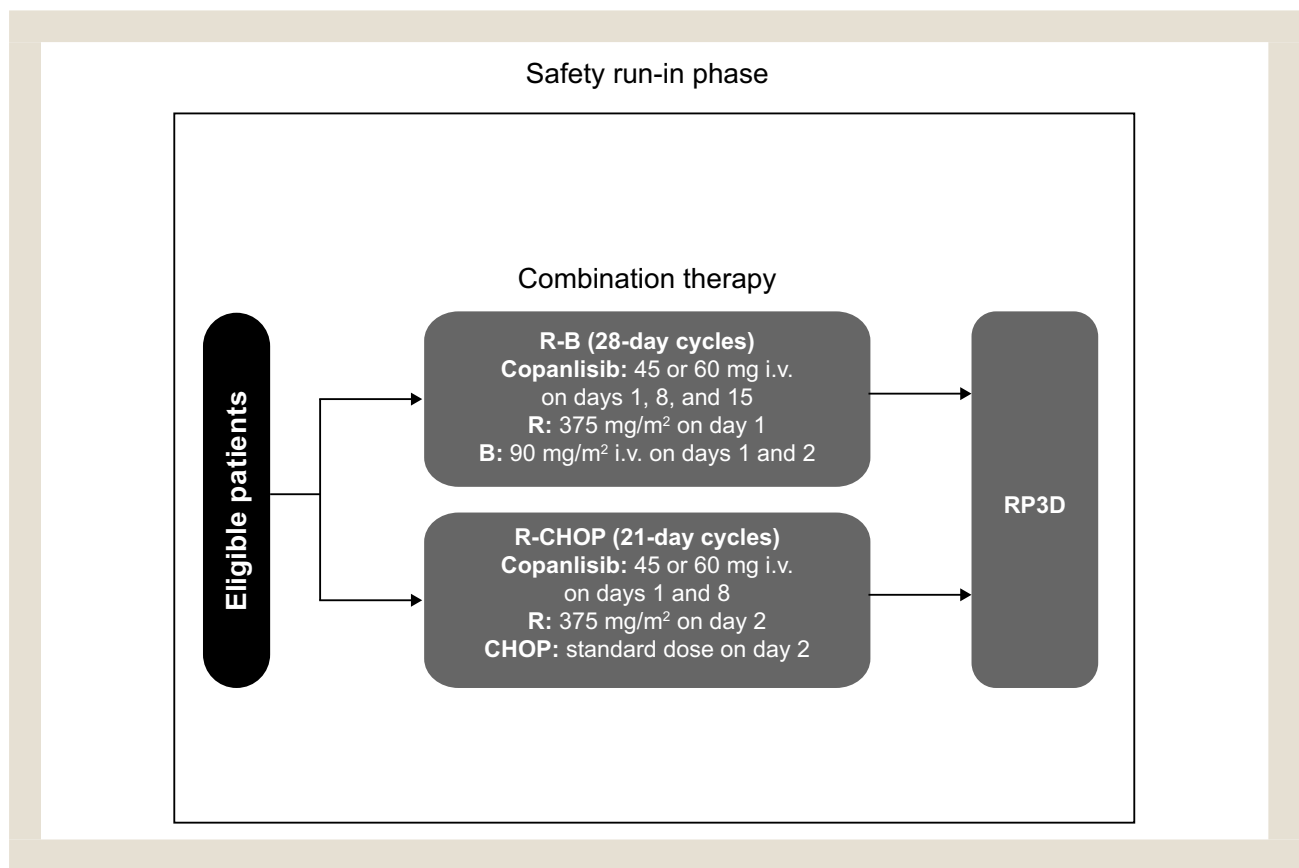 Safety run-in phase
Combination therapy
Eligible patients
R-B (28-day cycles)
Copanlisib: 45 or 60 mg i.v.
on days 1, 8, and 15
R: 375 mg/m² on day 1
B: 90 mg/m² i.v. on days 1 and 2
R-CHOP (21-day cycles)
Copanlisib: 45 or 60 mg i.v.
on days 1 and 8
R: 375 mg/m² on day 2
CHOP: standard dose on day 2
RP3D